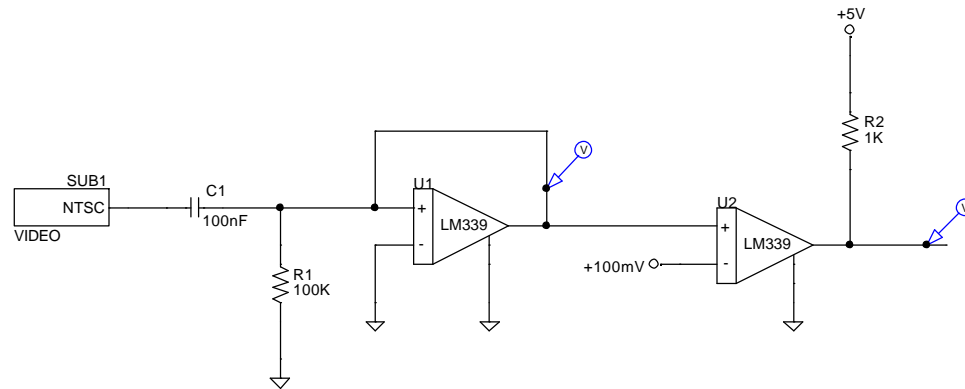 SUB1
NTSC
VIDEO
C1
100nF
R1
100K
U1
+
-
LM339
V
U2
+
-
LM339
+100mV
+5V
R2
1K
V